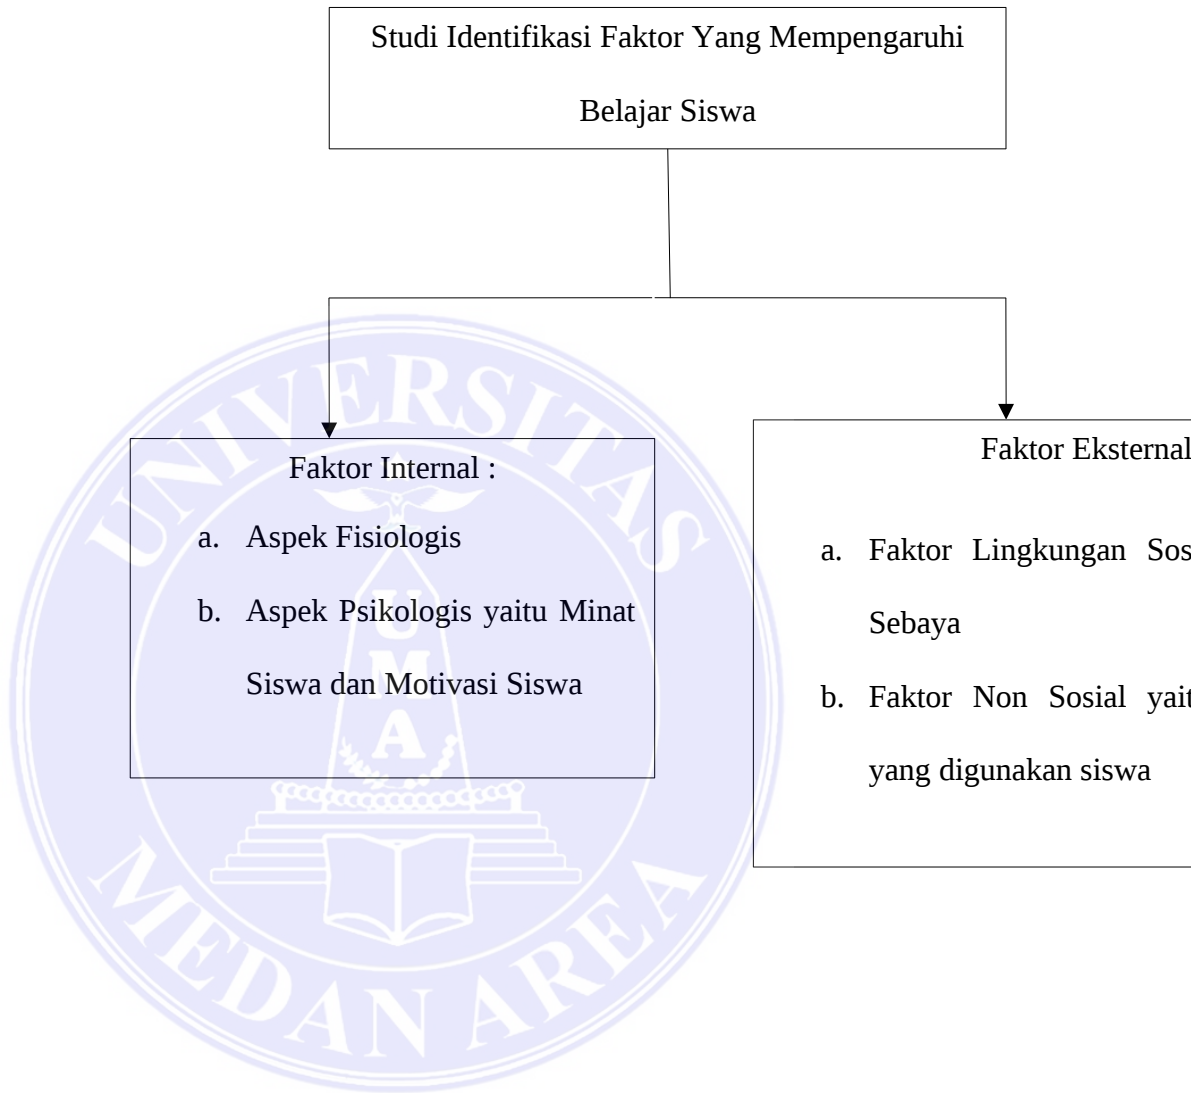 Studi Identifikasi Faktor Yang Mempengaruhi
Belajar Siswa
Faktor Internal :
a. Aspek Fisiologis
b. Aspek Psikologis yaitu Minat
Siswa dan Motivasi Siswa
Faktor Eksternal
a. Faktor Lingkungan
Sebaya
b. Faktor Non Sosial
yang digunakan siswa
UNIVERSITAS
UMA
MEDAN AREA